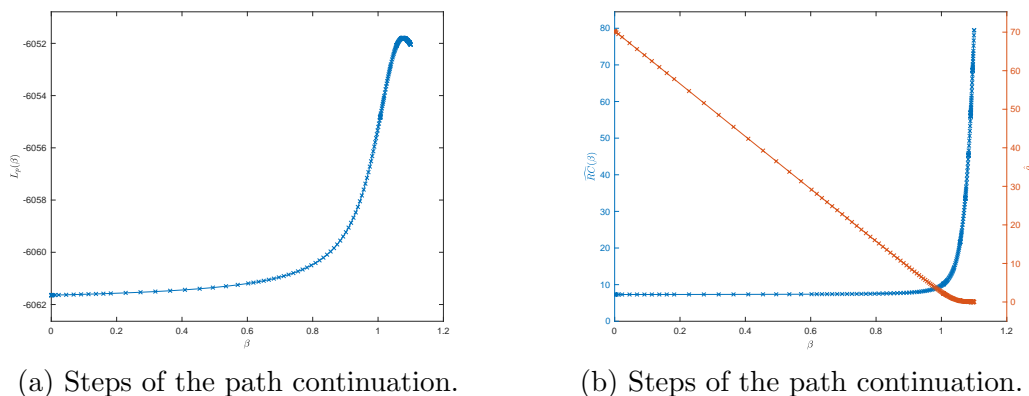 -6052
-6054
-6056
-6058
-6060
-6062
L_p(β)
0 0.2 0.4 0.6 0.8 1 1.2
β
80
70
60
50
40
30
20
10
0
RC(β)
70
60
50
40
30
20
10
0
0 0.2 0.4 0.6 0.8 1 1.2
β
(a) Steps of the path continuation.
(b) Steps of the path continuation.